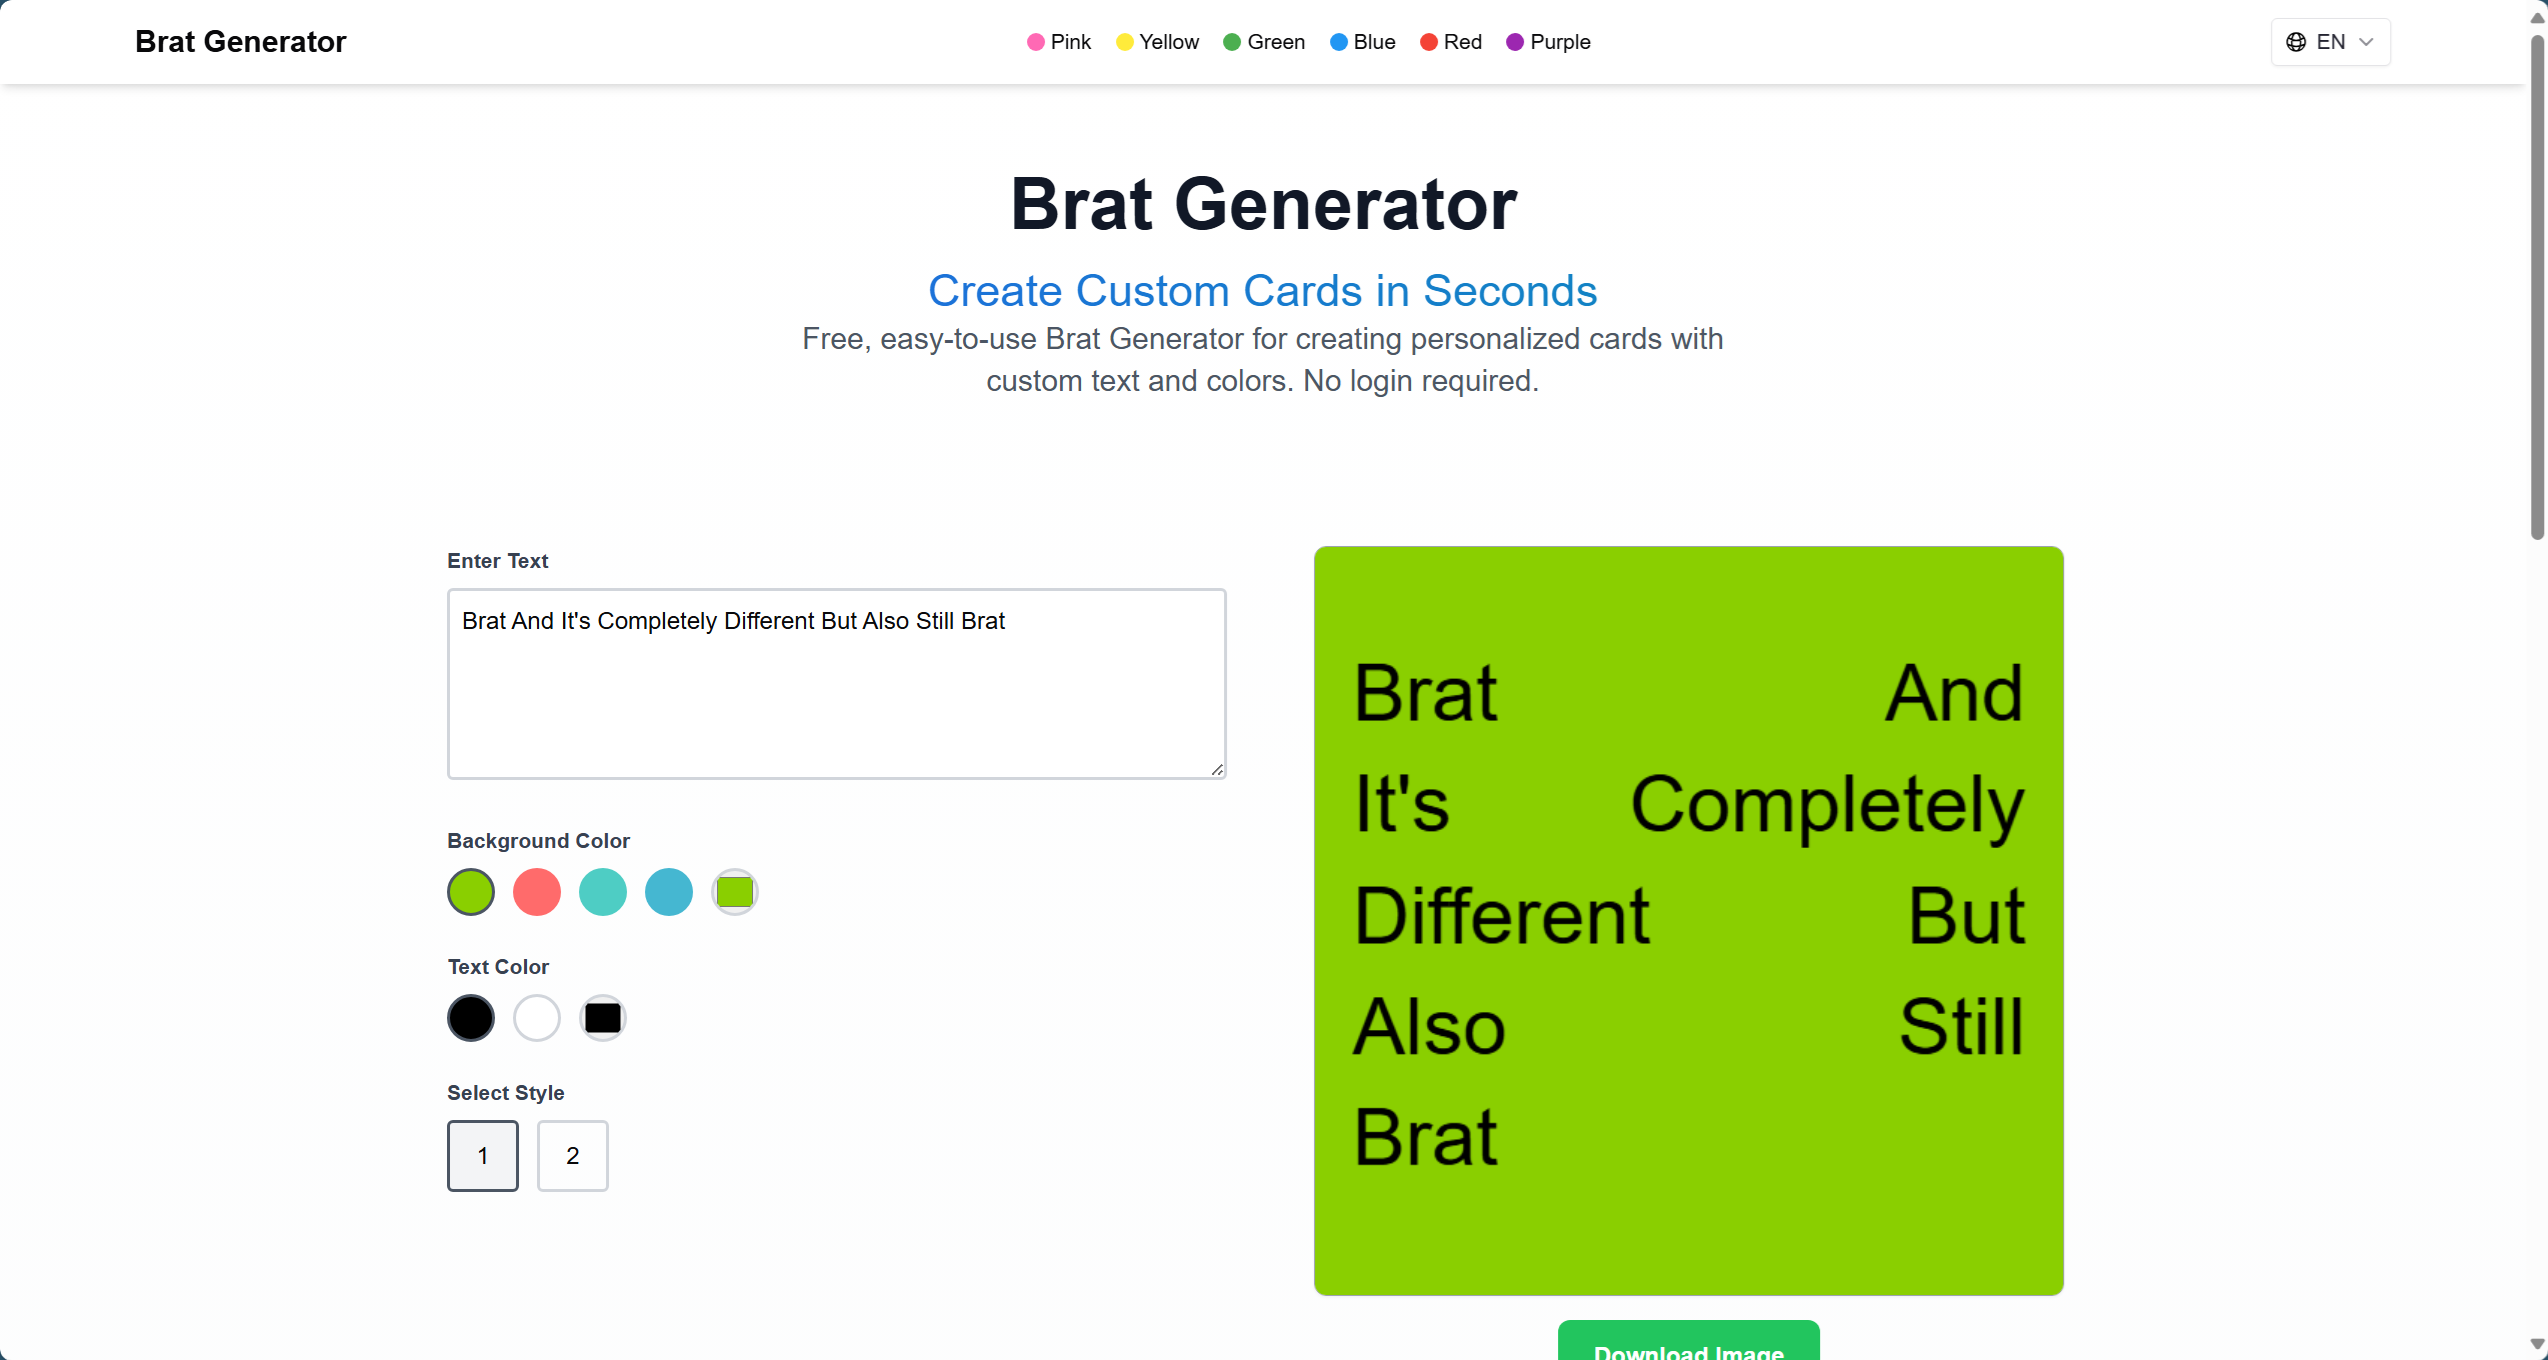 Brat Generator
Pink Yellow Green Blue Red Purple
EN
Brat Generator
Create Custom Cards in Seconds
Free, easy-to-use Brat Generator for creating personalized cards with
custom text and colors. No login required.
Enter Text
Brat And It's Completely Different But Also Still Brat
Background Color
Text Color
Select Style
1 2
Brat And
It's Completely
Different But
Also Still
Brat
Download Image